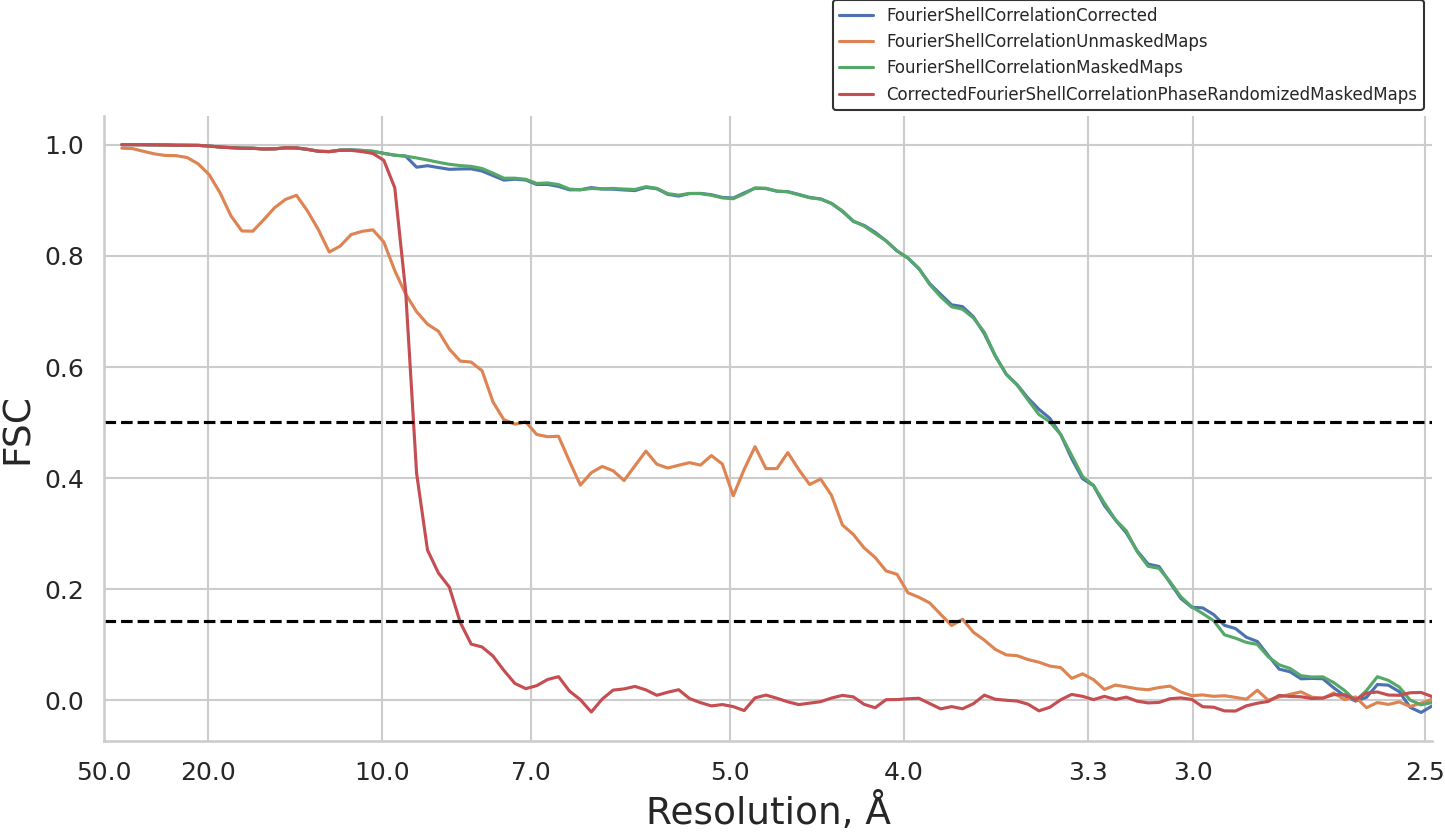 FourierShellCorrelationCorrected
FourierShellCorrelationUnmaskedMaps
FourierShellCorrelationMaskedMaps
CorrectedFourierShellCorrelationPhaseRandomizedMaskedMaps
1.0
0.8
0.6
0.4
0.2
0.0
FSC
50.0 20.0 10.0 7.0 5.0 4.0 3.3 3.0 2.5
Resolution, Å